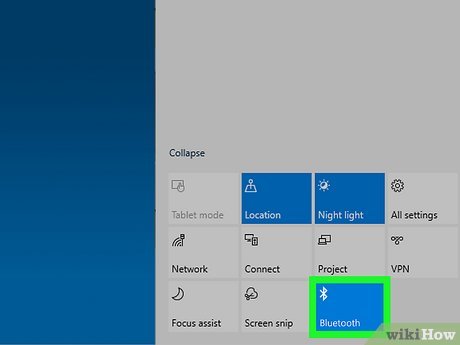 Collapse
Tablet mode
Location
Night light
All settings
Network
Connect
Project
VPN
Focus assist
Screen snip
Bluetooth
wikiHow